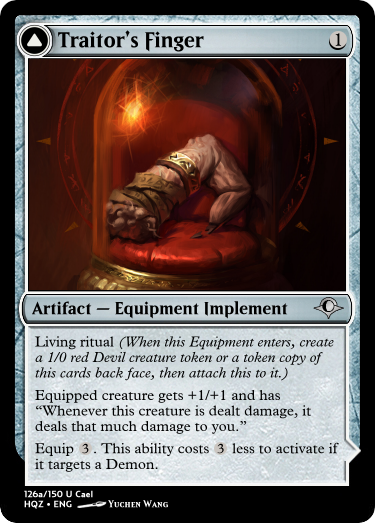 Traitor's Finger 1
Artifact — Equipment Implement
Living ritual (When this Equipment enters, create
a 1/0 red Devil creature token or a token copy of
this cards back face, then attach this to it.)
Equipped creature gets +1/+1 and has
“Whenever this creature is dealt damage, it
deals that much damage to you.”
Equip 3 . This ability costs 3 less to activate if
it targets a Demon.
126a/150 U Cael
HQZ • ENG Yuchen Wang